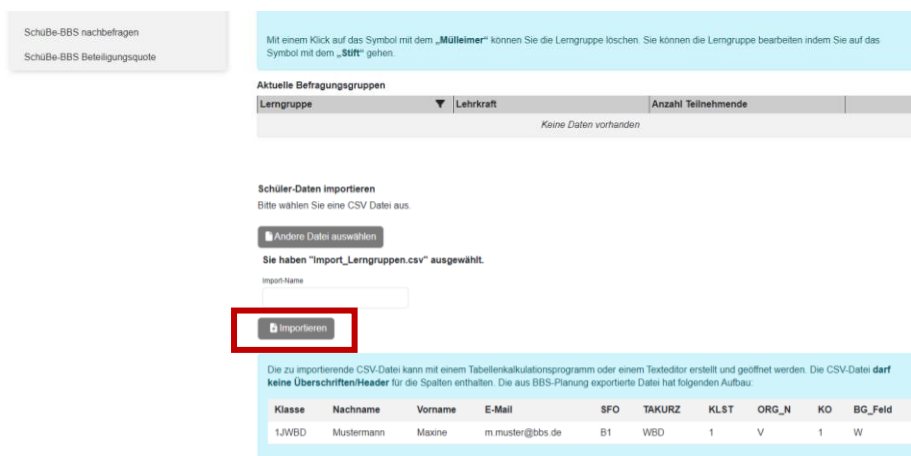 SchüBe-BBS nachbefragen
SchüBe-BBS Beteiligungsquote
Mit einem Klick auf das Symbol mit dem „Mülleimer“ können Sie die Lerngruppe löschen. Sie können die Lerngruppe bearbeiten indem Sie auf das
Symbol mit dem „Stift“ gehen.
Aktuelle Befragungsgruppen
Lerngruppe Lehrkraft Anzahl Teilnehmende
Keine Daten vorhanden
Schüler-Daten importieren
Bitte wählen Sie eine CSV Datei aus.
Andere Datei auswählen
Sie haben "Import_Lerngruppen.csv" ausgewählt.
Import-Name
Importieren
Die zu importierende CSV-Datei kann mit einem Tabellenkalkulationsprogramm oder einem Texteditor erstellt und geöffnet werden. Die CSV-Datei darf
keine Überschriften/Header für die Spalten enthalten. Die aus BBS-Planung exportierte Datei hat folgenden Aufbau:
Klasse Nachname Vorname E-Mail SFO TAKURZ KLST ORG_N KO BG_Feld
1JWBD Mustermann Maxine m.muster@bbs.de B1 WBD 1 V 1 W